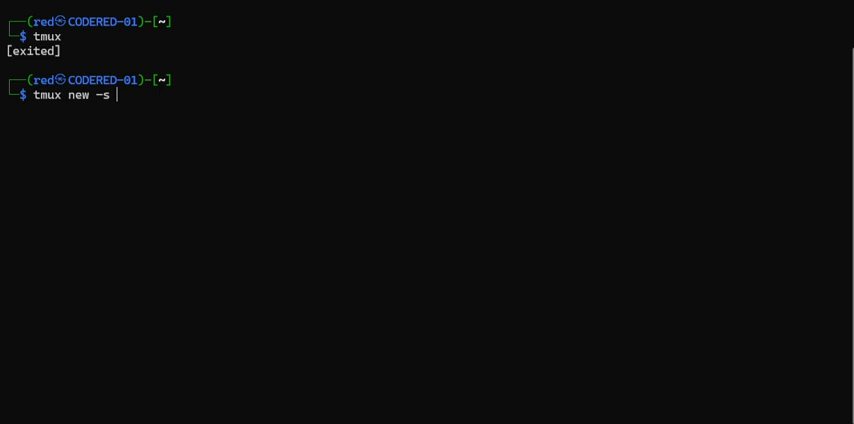 ┌──(red㉿CODERED-01)-[~]
└─$ tmux
[exited]
┌──(red㉿CODERED-01)-[~]
└─$ tmux new -s